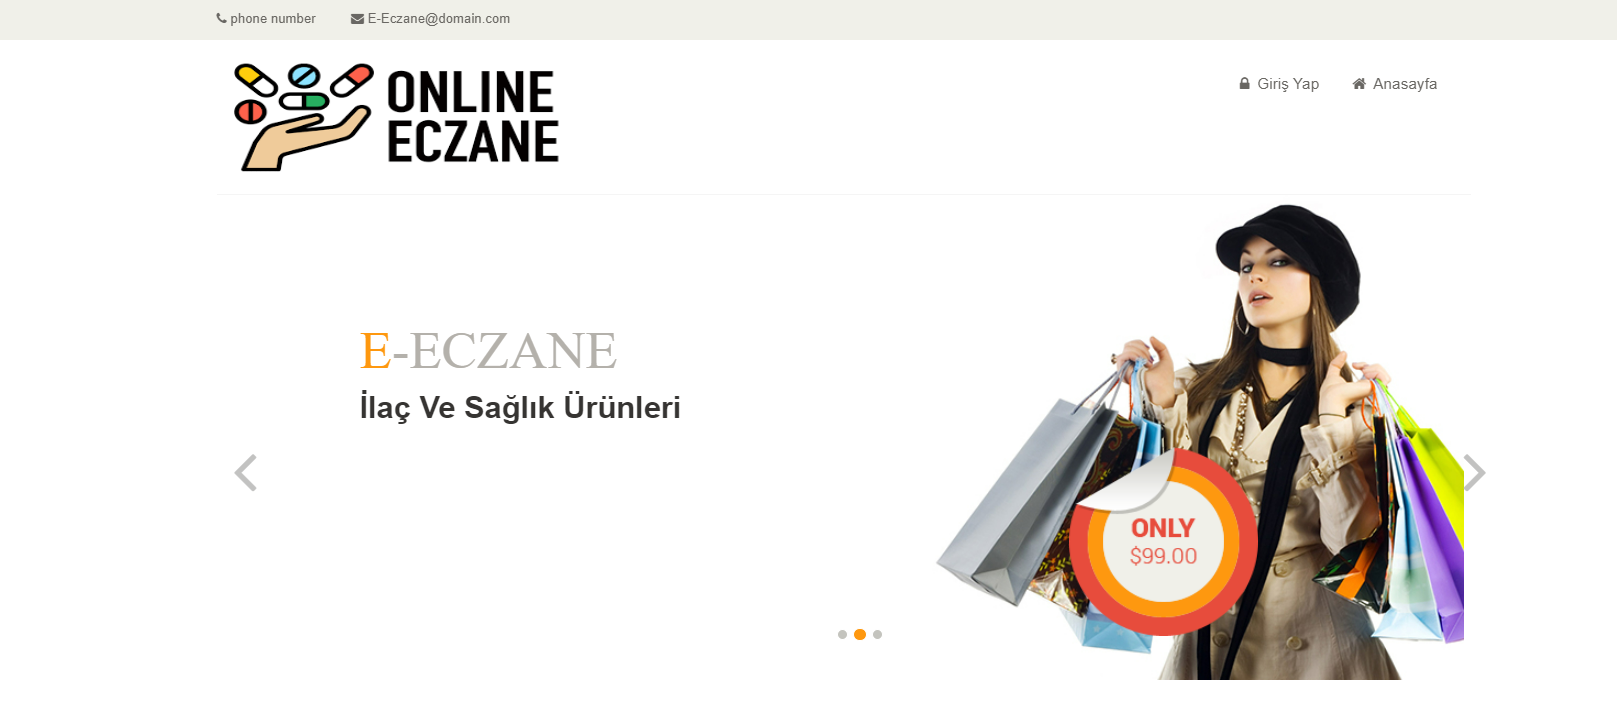 phone number E-Eczane@domain.com
ONLINE
ECZANE
Giriş Yap Anasayfa
E-ECZANE
İlaç Ve Sağlık Ürünleri
ONLY
$99.00